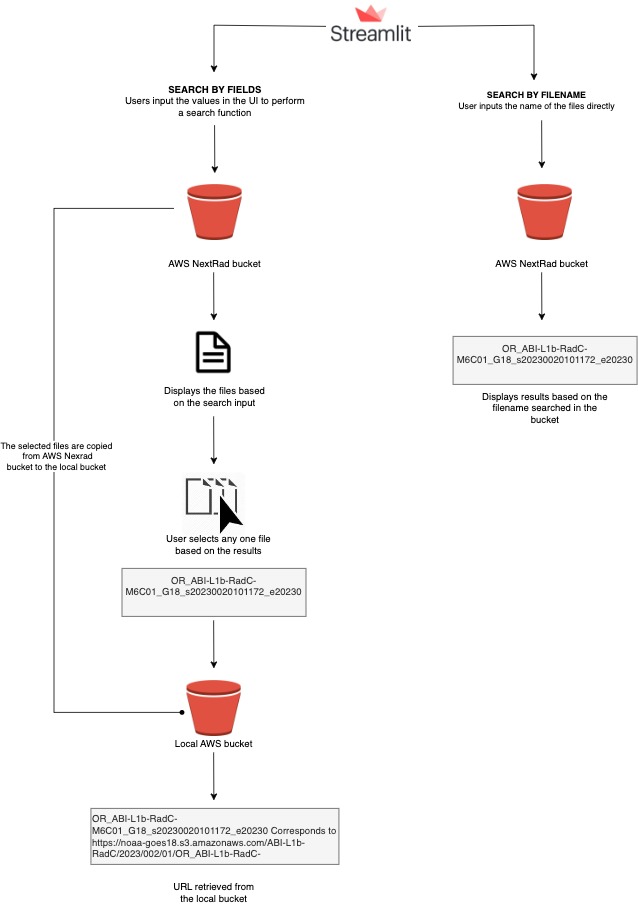 Streamlit
SEARCH BY FIELDS
Users input the values in the UI to perform
a search function
SEARCH BY FILENAME
User inputs the name of the files directly
AWS NextRad bucket
AWS NextRad bucket
Displays the files based
on the search input
OR_ABI-L1b-RadC-
M6C01_G18_s20230020101172_e20230
Displays results based on the
filename searched in the
bucket
The selected files are copied
from AWS Nexrad
bucket to the local bucket
User selects any one file
based on the results
OR_ABI-L1b-RadC-
M6C01_G18_s20230020101172_e20230
Local AWS bucket
OR_ABI-L1b-RadC-
M6C01_G18_s20230020101172_e20230 Corresponds to
https://noaa-goes18.s3.amazonaws.com/ABI-L1b-
RadC/2023/002/01/OR_ABI-L1b-RadC-
URL retrieved from
the local bucket